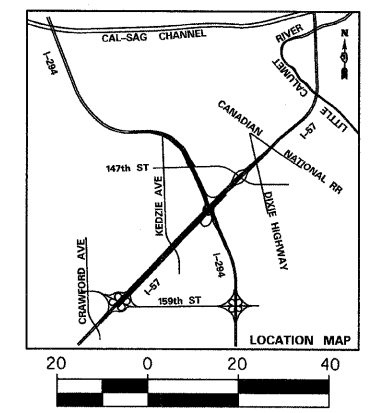 CAL-SAG CHANNEL
RIVER
N
I-294
CALUMET
LITTLE
CANADIAN
I-57
NATIONAL RR
147th ST
KEDZIE AVE
DIXIE HIGHWAY
I-294
CRAWFORD AVE
I-57
159th ST
LOCATION MAP
20 0 20 40